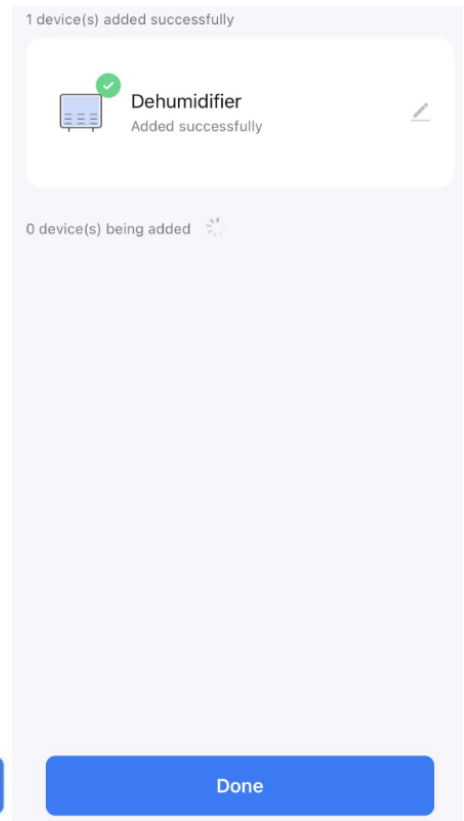 1 device(s) added successfully
Dehumidifier
Added successfully
0 device(s) being added
Done